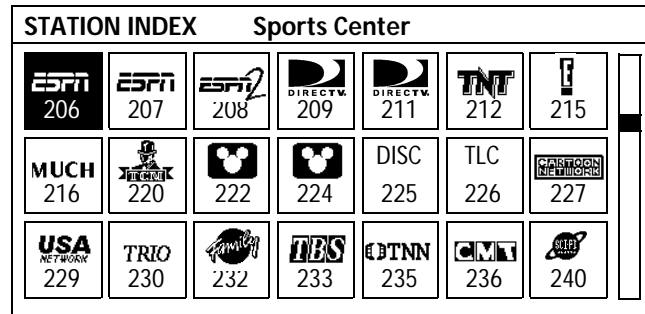 STATION INDEX Sports Center
ESPN ESPN ESPN2 DIRECTV. DIRECTV. TNT E!
206 207 208 209 211 212 215
MUCH TCM DISC TLC CARTOON NETWORK
216 220 222 224 225 226 227
USA NETWORK TRIO Family TBS TNN CMT SCI-FI
229 230 232 233 235 236 240